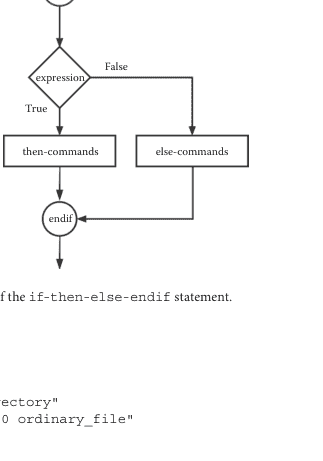 False
expression
True
then-commands
else-commands
endif
f the if-then-else-endif statement.
ectory"
0 ordinary_file"